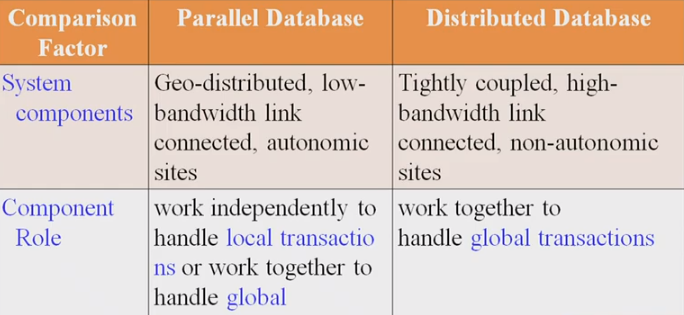 Comparison Factor
Parallel Database
Distributed Database
System components
Geo-distributed, low-
bandwidth link
connected, autonomic
sites
Tightly coupled, high-
bandwidth link
connected, non-autonomic
sites
Component Role
work independently to
handle local transactio
ns or work together to
handle global
work together to
handle global transactions